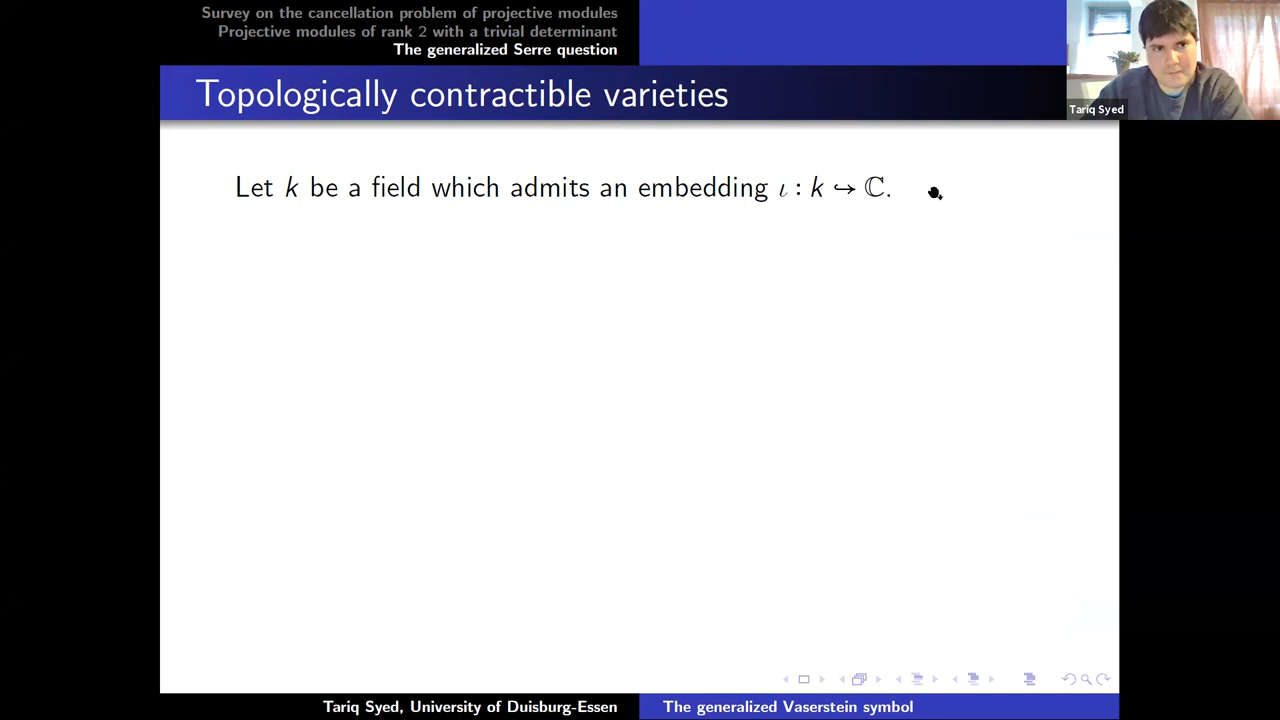 Survey on the cancellation problem of projective modules
Projective modules of rank 2 with a trivial determinant
The generalized Serre question
Topologically contractible varieties
Tariq Syed
Let k be a field which admits an embedding ι : k ↪ ℂ.
Tariq Syed, University of Duisburg-Essen
The generalized Vaserstein symbol